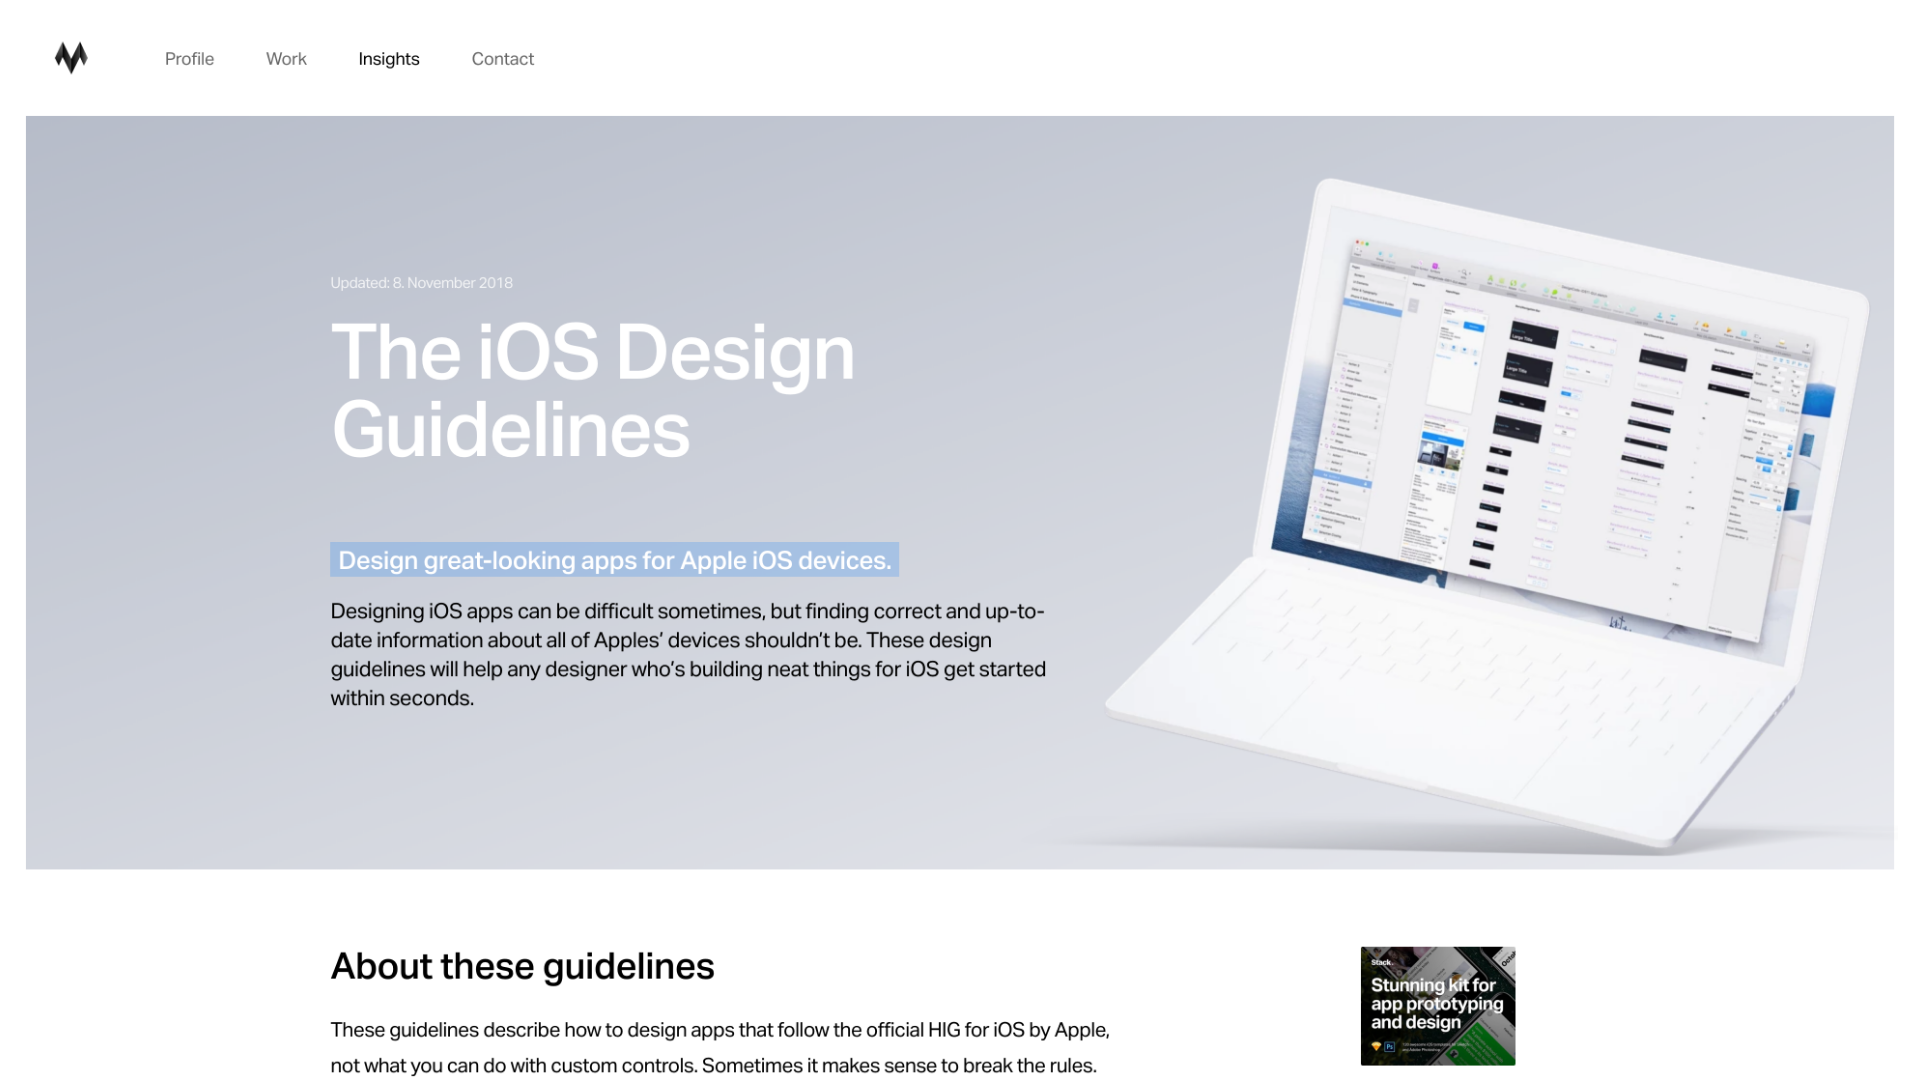 Profile
Work
Insights
Contact
Updated: 8. November 2018
The iOS Design
Guidelines
Design great-looking apps for Apple iOS devices.
Designing iOS apps can be difficult sometimes, but finding correct and up-to-
date information about all of Apples’ devices shouldn’t be. These design
guidelines will help any designer who’s building neat things for iOS get started
within seconds.
Large Title
Large Title
About these guidelines
These guidelines describe how to design apps that follow the official HIG for iOS by Apple,
not what you can do with custom controls. Sometimes it makes sense to break the rules.
Stack.
Stunning kit for
app prototyping
and design
Ps